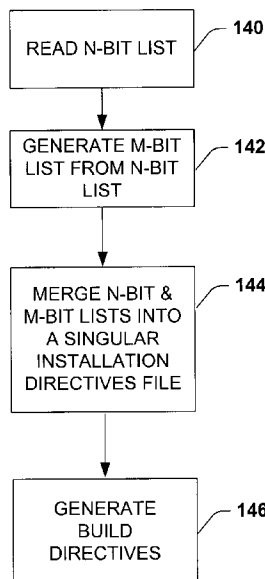 READ N-BIT LIST
140
GENERATE M-BIT
LIST FROM N-BIT
LIST
142
MERGE N-BIT &
M-BIT LISTS INTO
A SINGULAR
INSTALLATION
DIRECTIVES FILE
144
GENERATE
BUILD
DIRECTIVES
146